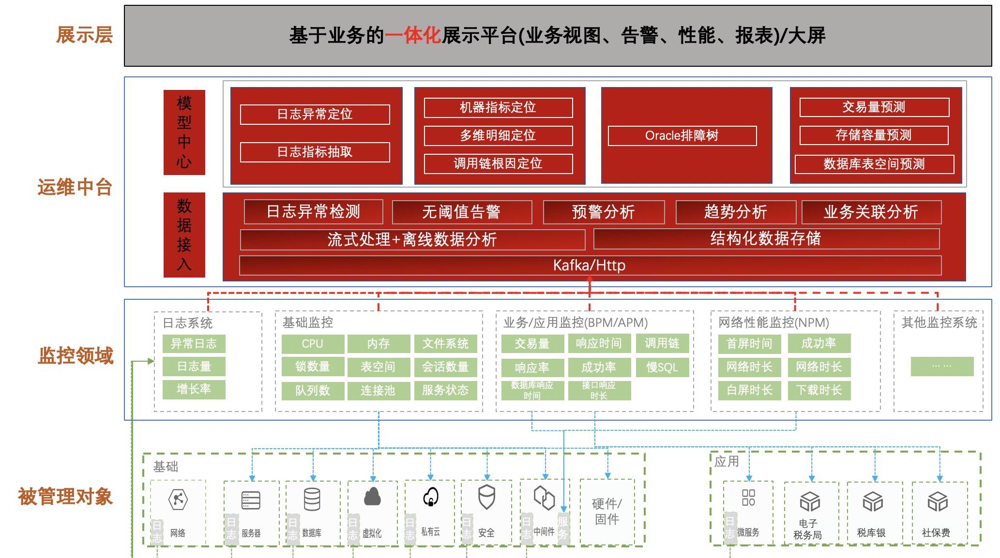 展示层
基于业务的一体化展示平台(业务视图、告警、性能、报表)/大屏
运维中台
模型中心
日志异常定位
日志指标抽取
机器指标定位
多维明细定位
调用链根因定位
Oracle排障树
交易量预测
存储容量预测
数据库表空间预测
数据接入
日志异常检测
无阈值告警
预警分析
趋势分析
业务关联分析
流式处理+离线数据分析
结构化数据存储
Kafka/Http
监控领域
日志系统
异常日志
日志量
增长率
基础监控
CPU
内存
文件系统
锁数量
表空间
会话数量
队列数
连接池
服务状态
业务/应用监控(BPM/APM)
交易量
响应时间
调用链
响应率
成功率
慢SQL
数据库响应
时间
接口响应
时长
网络性能监控(NPM)
首屏时间
成功率
网络时长
网络时长
白屏时长
下载时长
其他监控系统
... ...
被管理对象
基础
日志
网络
日志
服务器
日志
数据库
日志
虚拟化
日志
私有云
日志
安全
日志
中间件
服务
硬件/
固件
应用
日志
微服务
电子
税务局
税库银
社保费